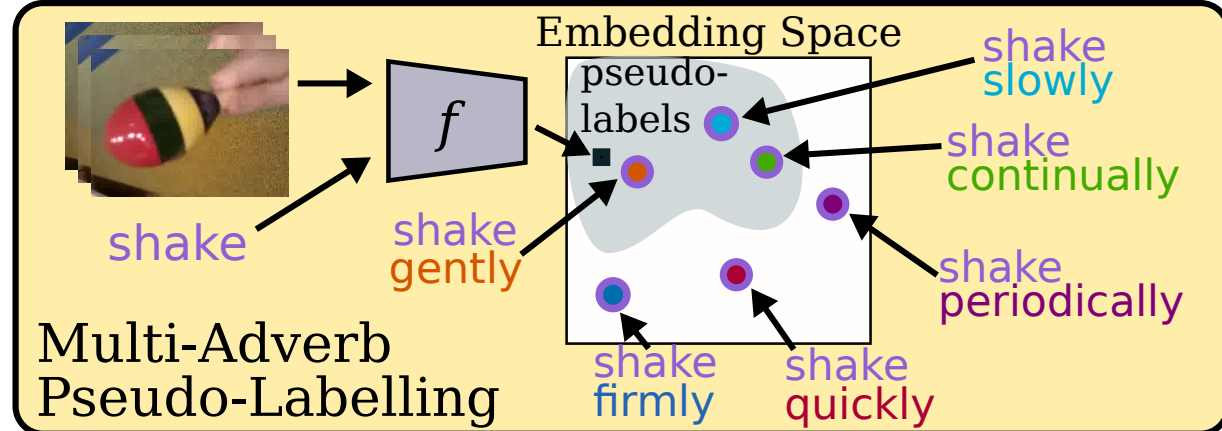 Embedding Space
pseudo-
labels
f
shake
shake
gently
shake
slowly
shake
continually
shake
periodically
shake
firmly
shake
quickly
Multi-Adverb
Pseudo-Labelling